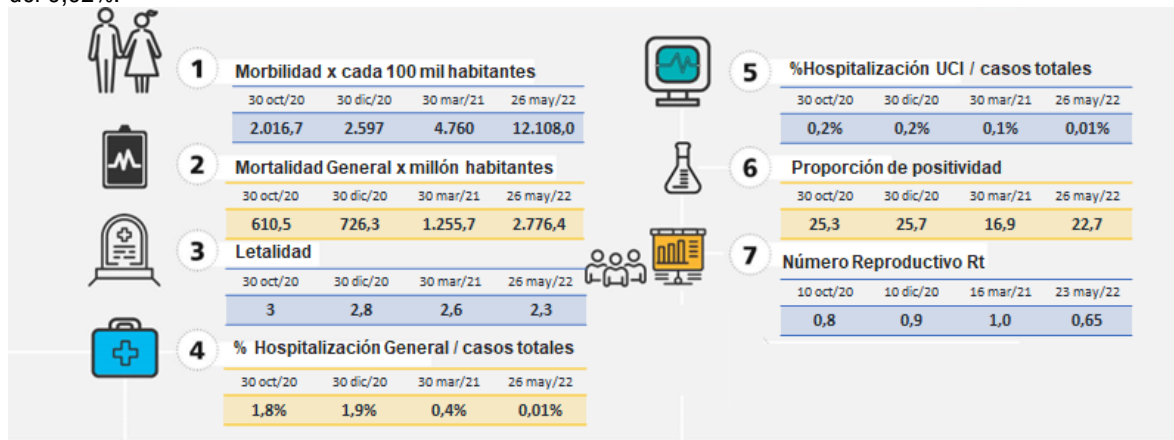 1 Morbilidad x cada 100 mil habitantes
30 oct/20 30 dic/20 30 mar/21 26 may/22
2.016,7 2.597 4.760 12.108,0
2 Mortalidad General x millón habitantes
30 oct/20 30 dic/20 30 mar/21 26 may/22
610,5 726,3 1.255,7 2.776,4
3 Letalidad
30 oct/20 30 dic/20 30 mar/21 26 may/22
3 2,8 2,6 2,3
4 % Hospitalización General / casos totales
30 oct/20 30 dic/20 30 mar/21 26 may/22
1,8% 1,9% 0,4% 0,01%
5 %Hospitalización UCI / casos totales
30 oct/20 30 dic/20 30 mar/21 26 may/22
0,2% 0,2% 0,1% 0,01%
6 Proporción de positividad
30 oct/20 30 dic/20 30 mar/21 26 may/22
25,3 25,7 16,9 22,7
7 Número Reproductivo Rt
10 oct/20 10 dic/20 16 mar/21 23 may/22
0,8 0,9 1,0 0,65